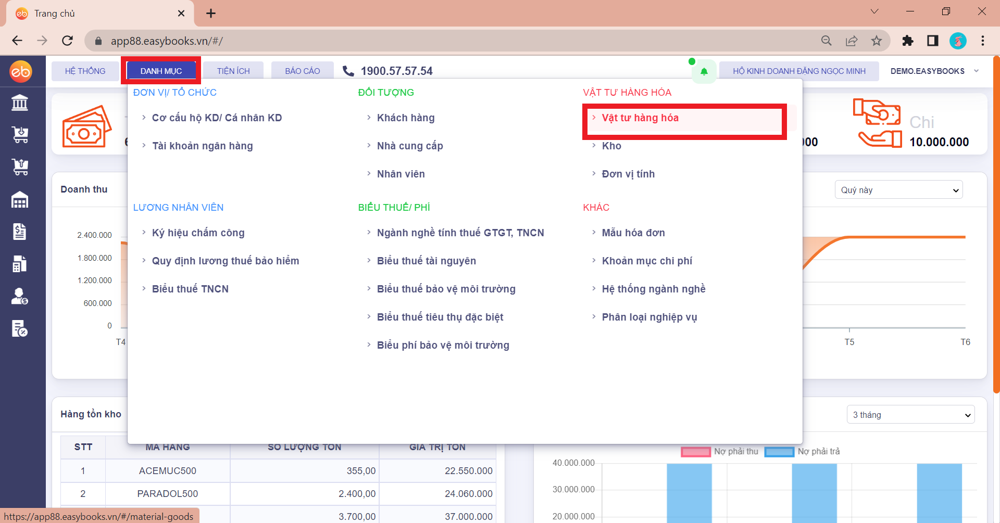 eb Trang chủ
app88.easybooks.vn/#/
eb
HỆ THỐNG
DANH MỤC
TIỆN ÍCH
BÁO CÁO
1900.57.57.54
HỘ KINH DOANH ĐẶNG NGỌC MINH
DEMO.EASYBOOKS
ĐƠN VỊ/ TỔ CHỨC
Cơ cấu hộ KD/ Cá nhân KD
Tài khoản ngân hàng
ĐỐI TƯỢNG
Khách hàng
Nhà cung cấp
Nhân viên
VẬT TƯ HÀNG HÓA
Vật tư hàng hóa
Kho
Đơn vị tính
LƯƠNG NHÂN VIÊN
Ký hiệu chấm công
Quy định lương thuế bảo hiểm
Biểu thuế TNCN
BIỂU THUẾ/ PHÍ
Ngành nghề tính thuế GTGT, TNCN
Biểu thuế tài nguyên
Biểu thuế bảo vệ môi trường
Biểu thuế tiêu thụ đặc biệt
Biểu phí bảo vệ môi trường
KHÁC
Mẫu hóa đơn
Khoản mục chi phí
Hệ thống ngành nghề
Phân loại nghiệp vụ
Chi
10.000.000
Doanh thu
Quý này
2.400.000
1.800.000
1.200.000
600.000
0
T4
T5
T6
Hàng tồn kho
3 tháng
STT MÃ HÀNG SỐ LƯỢNG TỒN GIÁ TRỊ TỒN
1 ACEMUC500 355,00 22.550.000
2 PARADOL500 2.400,00 24.060.000
3.700,00 37.000.000
Nợ phải thu
Nợ phải trả
40.000.000
30.000.000
20.000.000
https://app88.easybooks.vn/#/material-goods